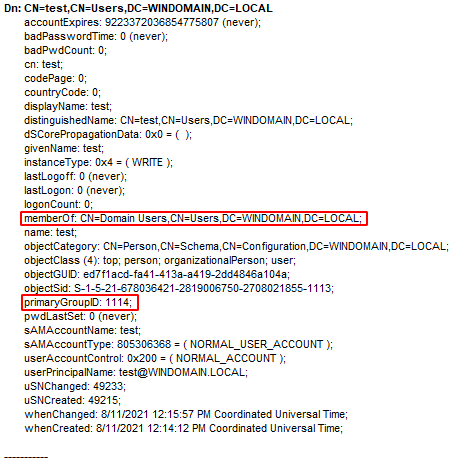 Dn: CN=test,CN=Users,DC=WINDOMAIN,DC=LOCAL
accountExpires: 9223372036854775807 (never);
badPasswordTime: 0 (never);
badPwdCount: 0;
cn: test;
codePage: 0;
countryCode: 0;
displayName: test;
distinguishedName: CN=test,CN=Users,DC=WINDOMAIN,DC=LOCAL;
dSCorePropagationData: 0x0 = (  );
givenName: test;
instanceType: 0x4 = ( WRITE );
lastLogoff: 0 (never);
lastLogon: 0 (never);
logonCount: 0;
memberOf: CN=Domain Users,CN=Users,DC=WINDOMAIN,DC=LOCAL;
name: test;
objectCategory: CN=Person,CN=Schema,CN=Configuration,DC=WINDOMAIN,DC=LOCAL;
objectClass (4): top; person; organizationalPerson; user;
objectGUID: ed7f1acd-fa41-413a-a419-2dd4846a104a;
objectSid: S-1-5-21-678036421-2819006750-2708021855-1113;
primaryGroupID: 1114;
pwdLastSet: 0 (never);
sAMAccountName: test;
sAMAccountType: 805306368 = ( NORMAL_USER_ACCOUNT );
userAccountControl: 0x200 = ( NORMAL_ACCOUNT );
userPrincipalName: test@WINDOMAIN.LOCAL;
uSNChanged: 49233;
uSNCreated: 49215;
whenChanged: 8/11/2021 12:15:57 PM Coordinated Universal Time;
whenCreated: 8/11/2021 12:14:12 PM Coordinated Universal Time;
-----------